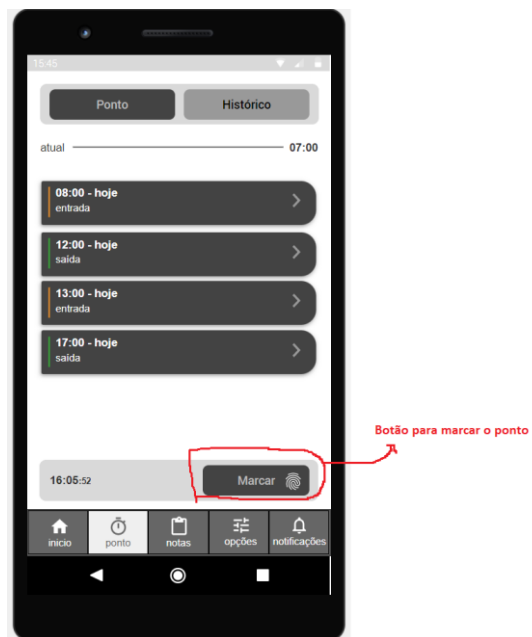 15:45
Ponto
Histórico
atual
07:00
08:00 - hoje
entrada
12:00 - hoje
saída
13:00 - hoje
entrada
17:00 - hoje
saída
Botão para marcar o ponto
16:05:52
Marcar
inicio
ponto
notas
opções
notificações